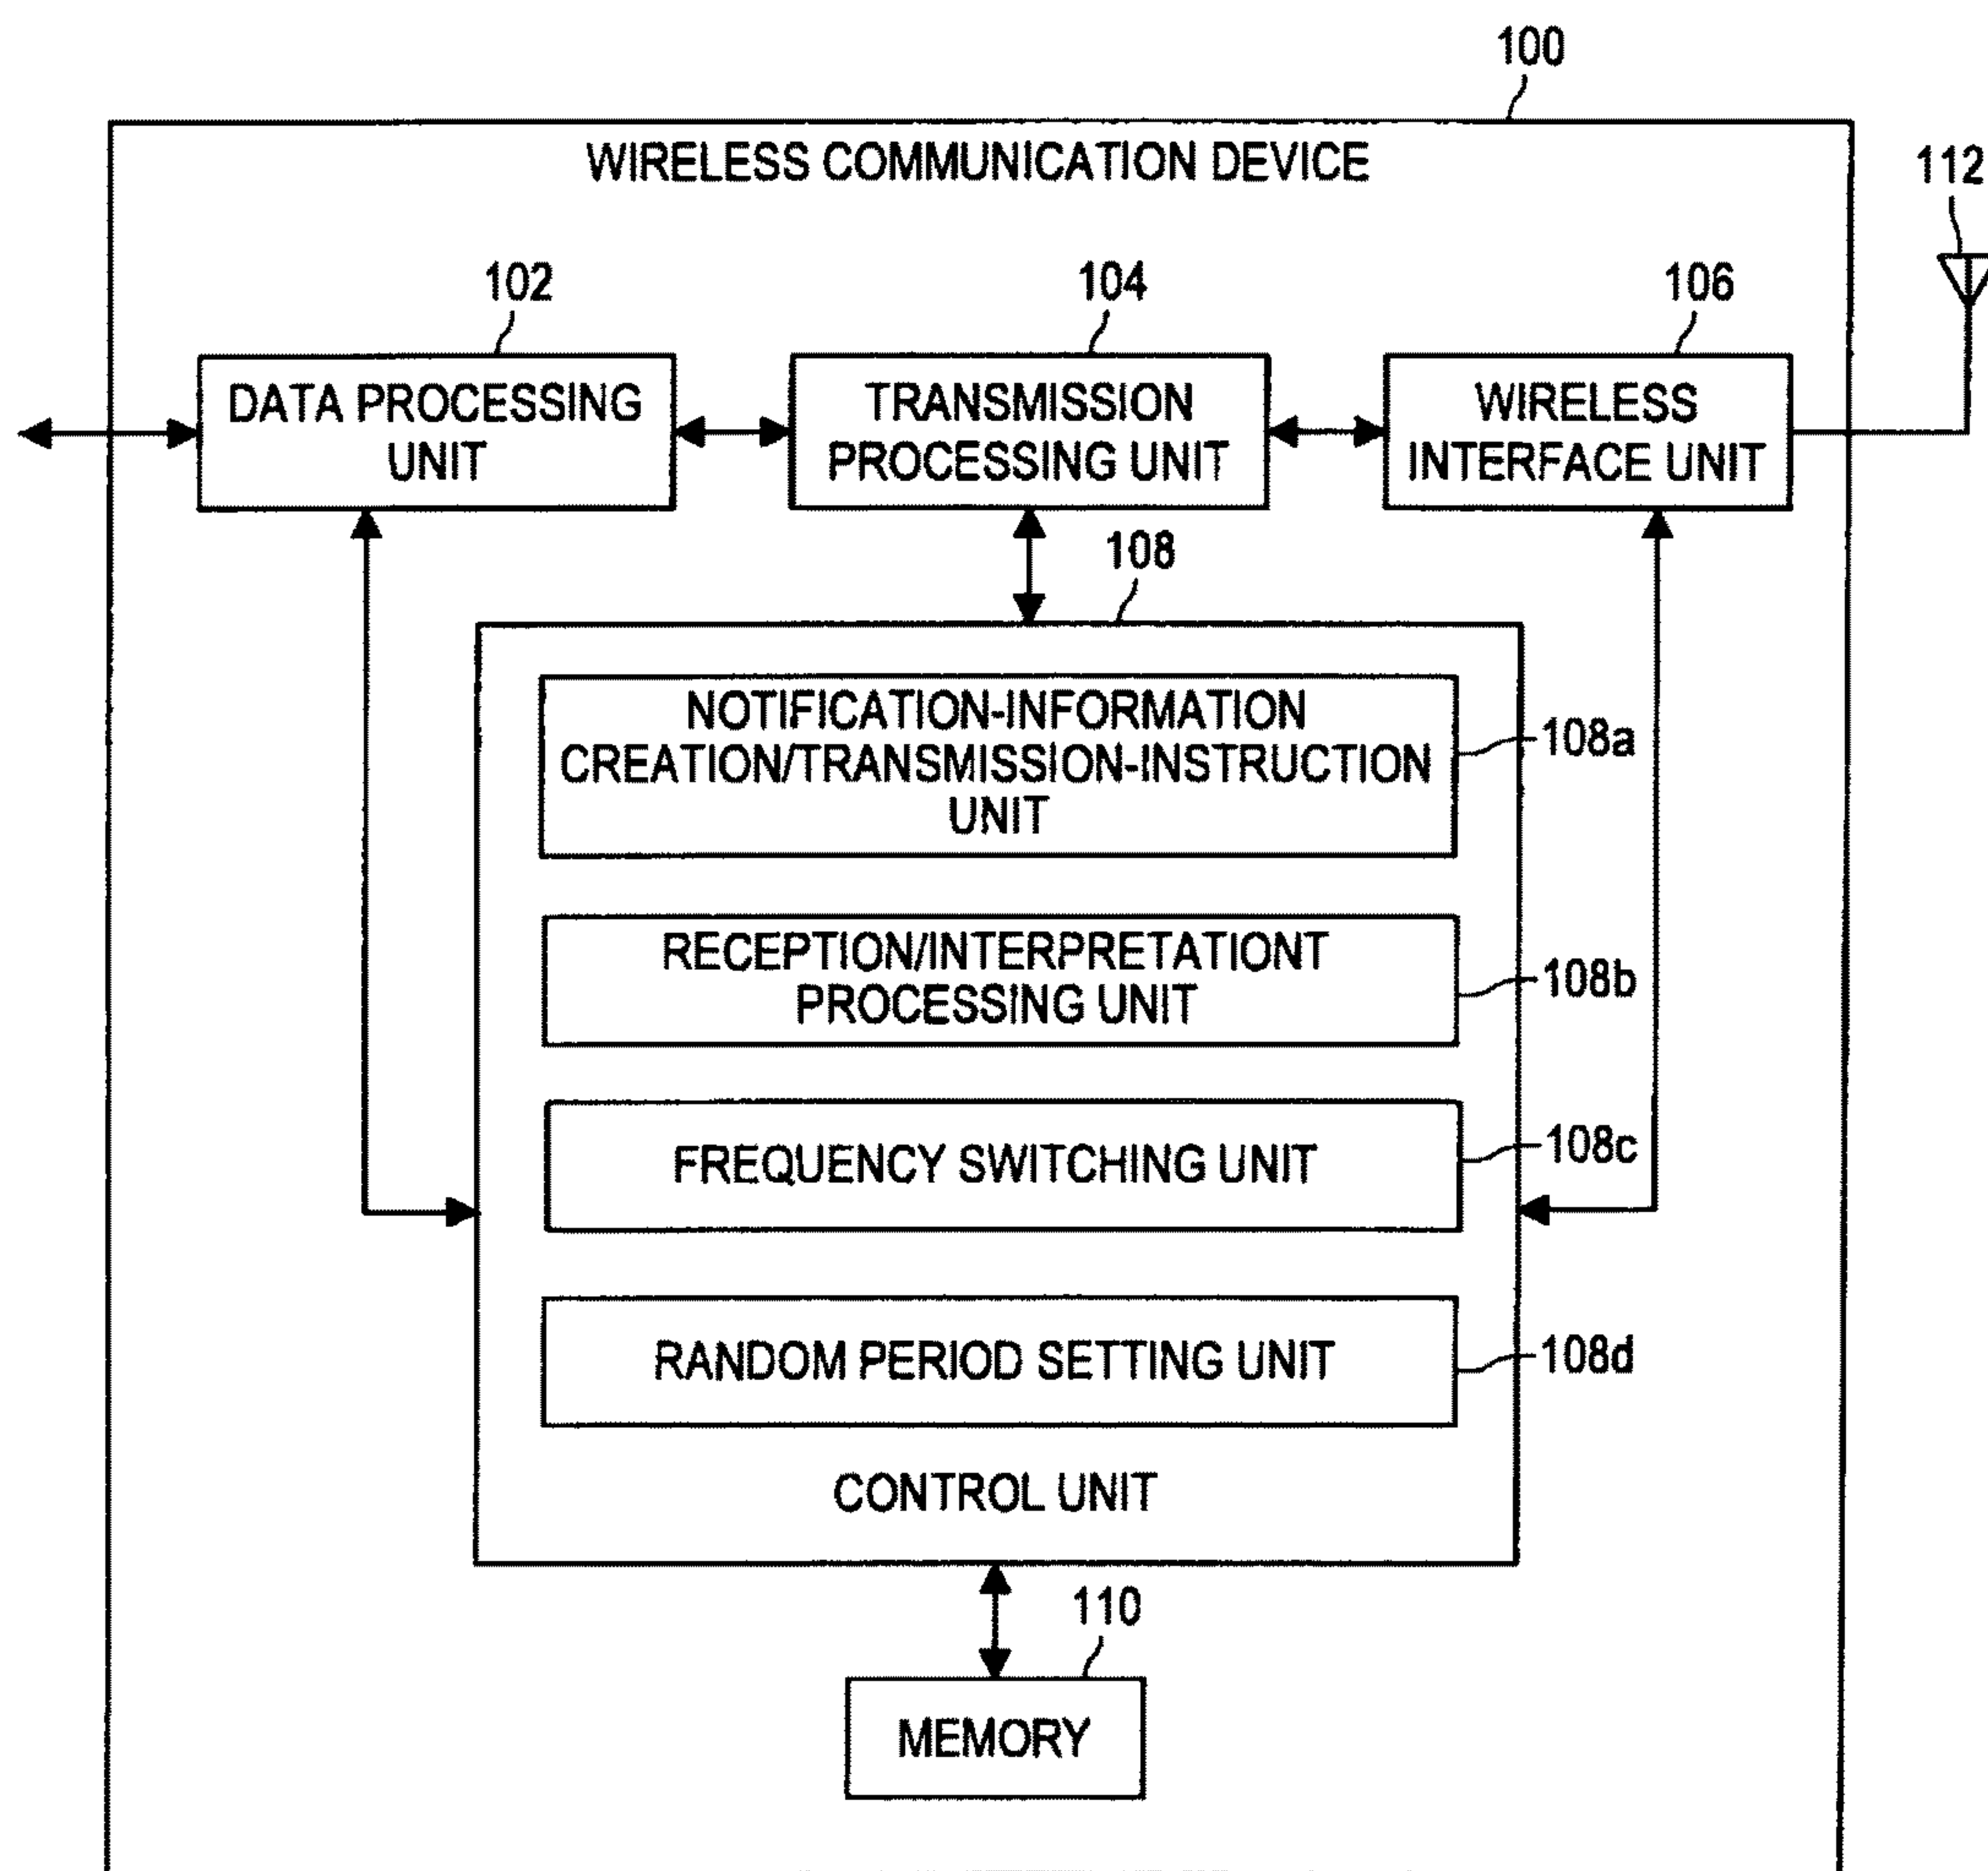 100
WIRELESS COMMUNICATION DEVICE
112
102
104
106
DATA PROCESSING
UNIT
TRANSMISSION
PROCESSING UNIT
WIRELESS
INTERFACE UNIT
108
NOTIFICATION-INFORMATION
CREATION/TRANSMISSION-INSTRUCTION
UNIT
108a
RECEPTION/INTERPRETATIONT
PROCESSING UNIT
108b
FREQUENCY SWITCHING UNIT
108c
RANDOM PERIOD SETTING UNIT
108d
CONTROL UNIT
110
MEMORY